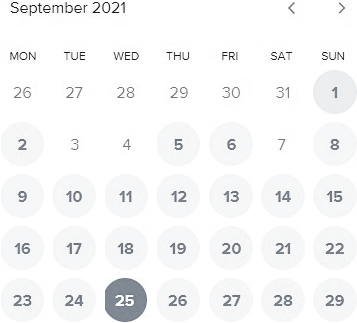 September 2021
MON TUE WED THU FRI SAT SUN
26 27 28 29 30 31 1
2 3 4 5 6 7 8
9 10 11 12 13 14 15
16 17 18 19 20 21 22
23 24 25 26 27 28 29